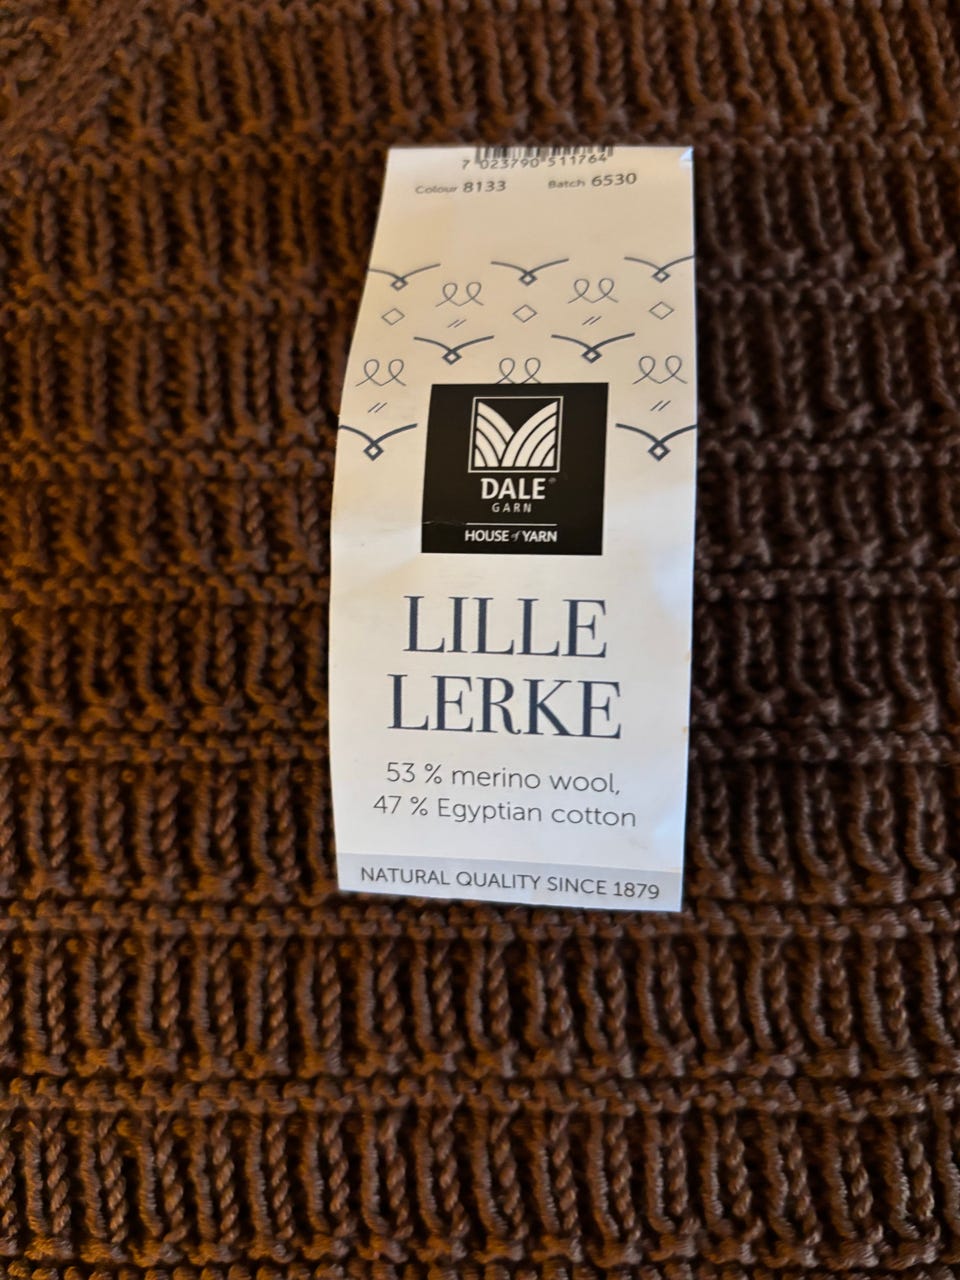 7 023790 511764
Colour 8133 Batch 6530
DALE®
GARN
HOUSE of YARN
LILLE
LERKE
53 % merino wool,
47 % Egyptian cotton
NATURAL QUALITY SINCE 1879